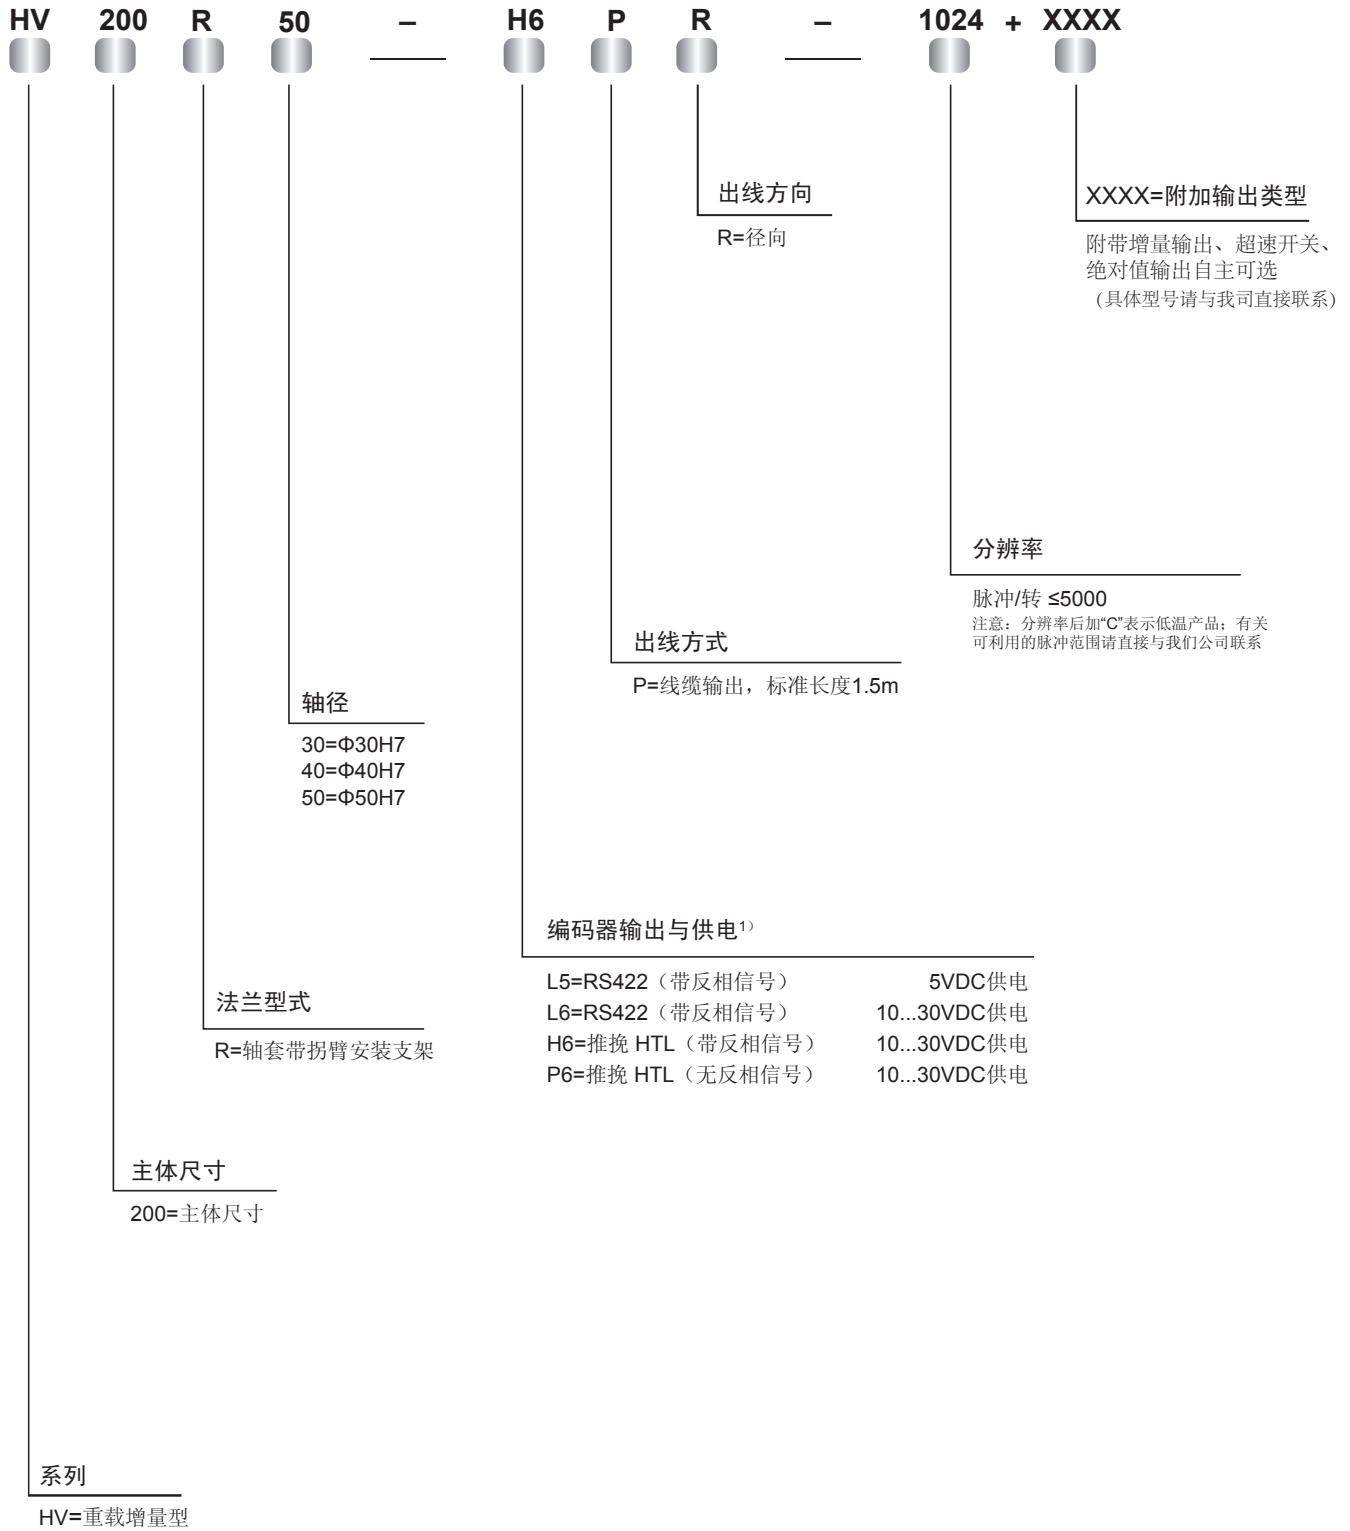 HV 200 R 50 – H6 P R – 1024 + XXXX
出线方向
R=径向
XXXX=附加输出类型
附带增量输出、超速开关、
绝对值输出自主可选
(具体型号请与我司直接联系)
分辨率
脉冲/转 ≤5000
注意：分辨率后加“C”表示低温产品；有关
可利用的脉冲范围请直接与我们公司联系
出线方式
P=线缆输出，标准长度1.5m
轴径
30=Φ30H7
40=Φ40H7
50=Φ50H7
编码器输出与供电1）
L5=RS422（带反相信号） 5VDC供电
L6=RS422（带反相信号） 10...30VDC供电
H6=推挽 HTL（带反相信号） 10...30VDC供电
P6=推挽 HTL（无反相信号） 10...30VDC供电
法兰型式
R=轴套带拐臂安装支架
主体尺寸
200=主体尺寸
系列
HV=重载增量型